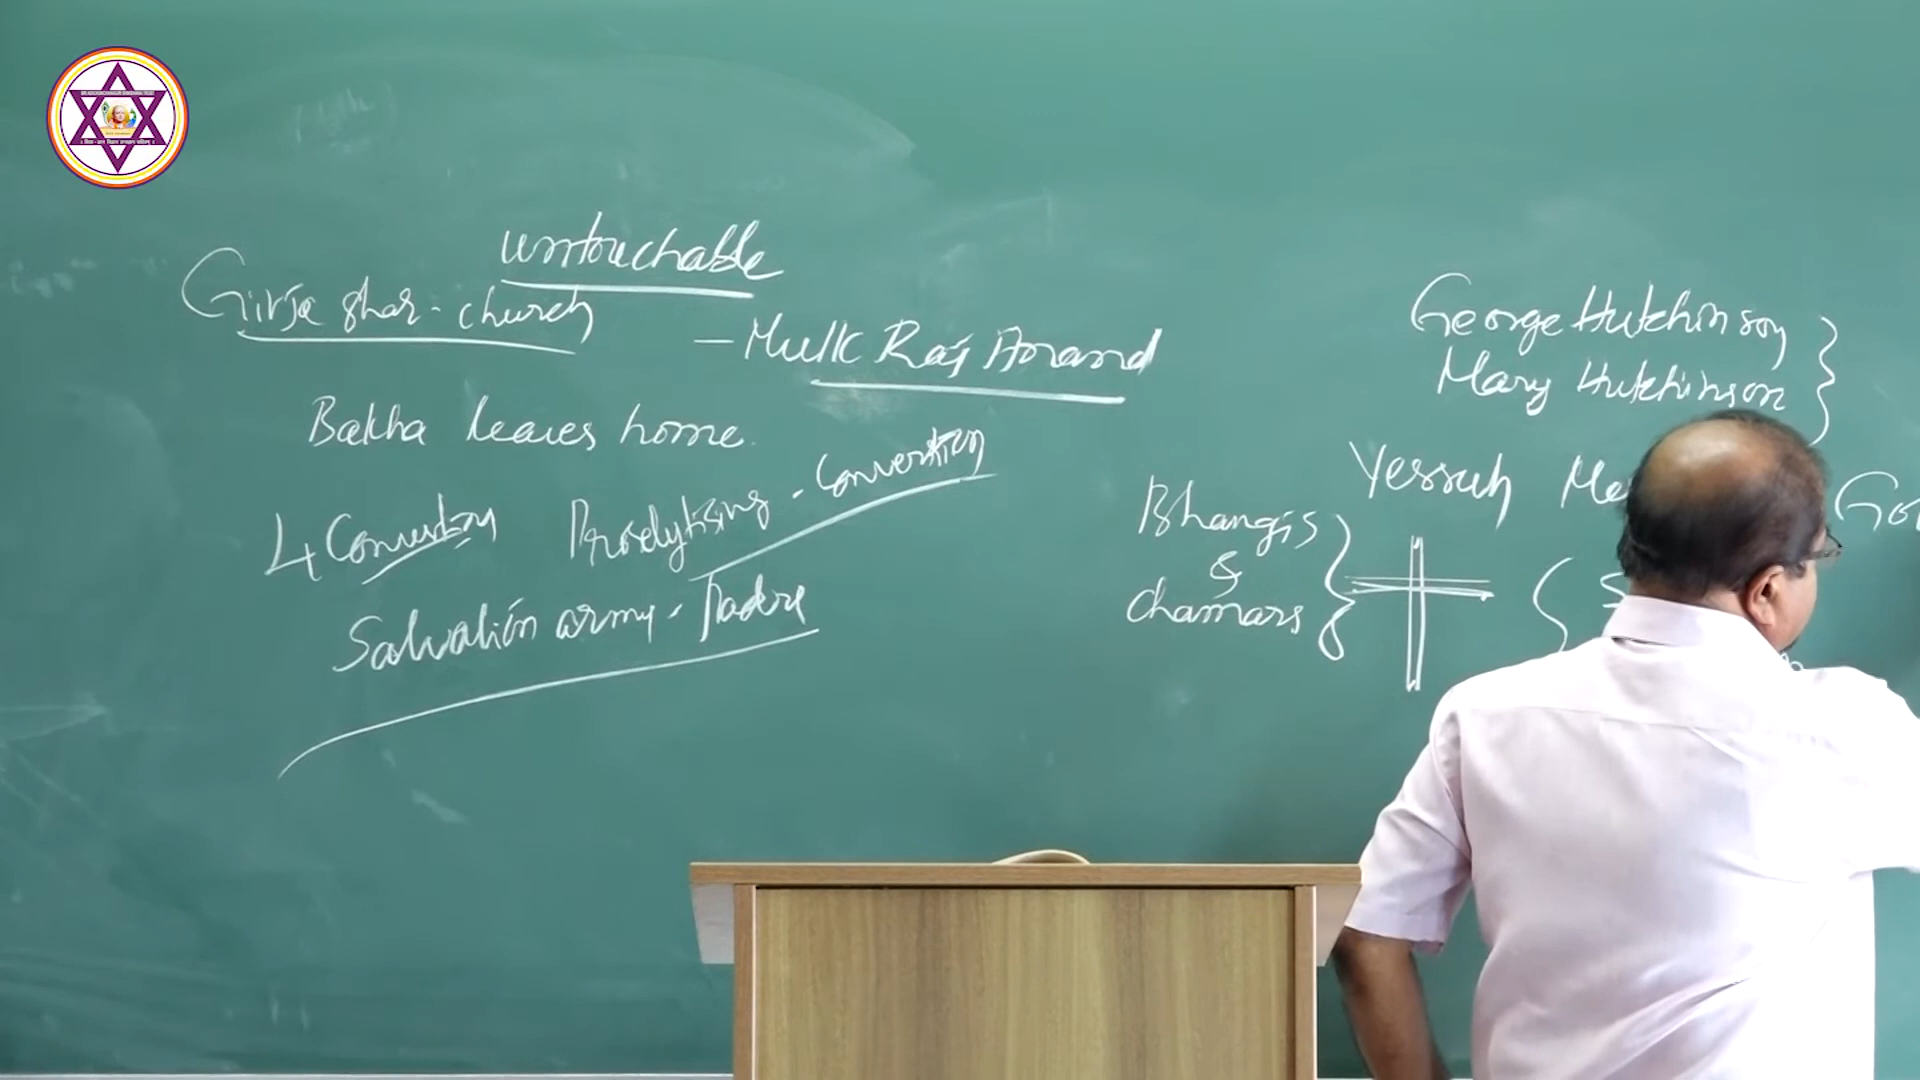 untouchable
Girja ghar - church
- Mulk Raj Anand
Bakha leaves home.
4 Conversion Proselytising - Conversion
Salvation army - Padre
George Hutchinson
Mary Hutchinson
Yessuh Me
Bhangis
&
chamars